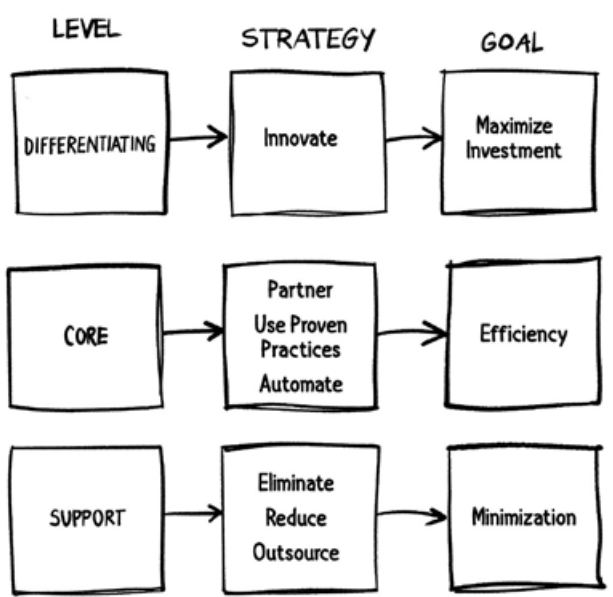 LEVEL
STRATEGY
GOAL
DIFFERENTIATING
Innovate
Maximize
Investment
CORE
Partner
Use Proven
Practices
Automate
Efficiency
SUPPORT
Eliminate
Reduce
Outsource
Minimization